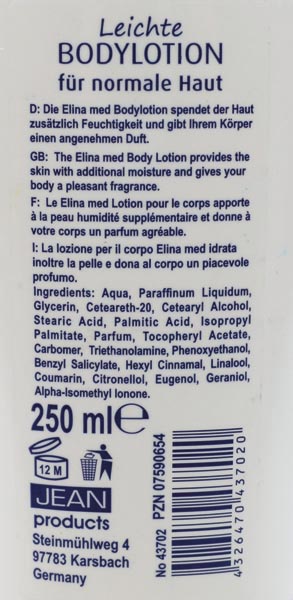 Leichte
BODYLOTION
für normale Haut
D: Die Elina med Bodylotion spendet der Haut
zusätzlich Feuchtigkeit und gibt Ihrem Körper
einen angenehmen Duft.
GB: The Elina med Body Lotion provides the
skin with additional moisture and gives your
body a pleasant fragrance.
F: Le Elina med Lotion pour le corps apporte
à la peau humidité supplémentaire et donne à
votre corps un parfum agréable.
I: La lozione per il corpo Elina med idrata
inoltre la pelle e dona al corpo un piacevole
profumo.
Ingredients: Aqua, Paraffinum Liquidum,
Glycerin, Ceteareth-20, Cetearyl Alcohol,
Stearic Acid, Palmitic Acid, Isopropyl
Palmitate, Parfum, Tocopheryl Acetate,
Carbomer, Triethanolamine, Phenoxyethanol,
Benzyl Salicylate, Hexyl Cinnamal, Linalool,
Coumarin, Citronellol, Eugenol, Geraniol,
Alpha-Isomethyl Ionone.
250 ml℮
12 M
JEAN
products
Steinmühlweg 4
97783 Karsbach
Germany
No 43702 PZN 07590654
4326470437020